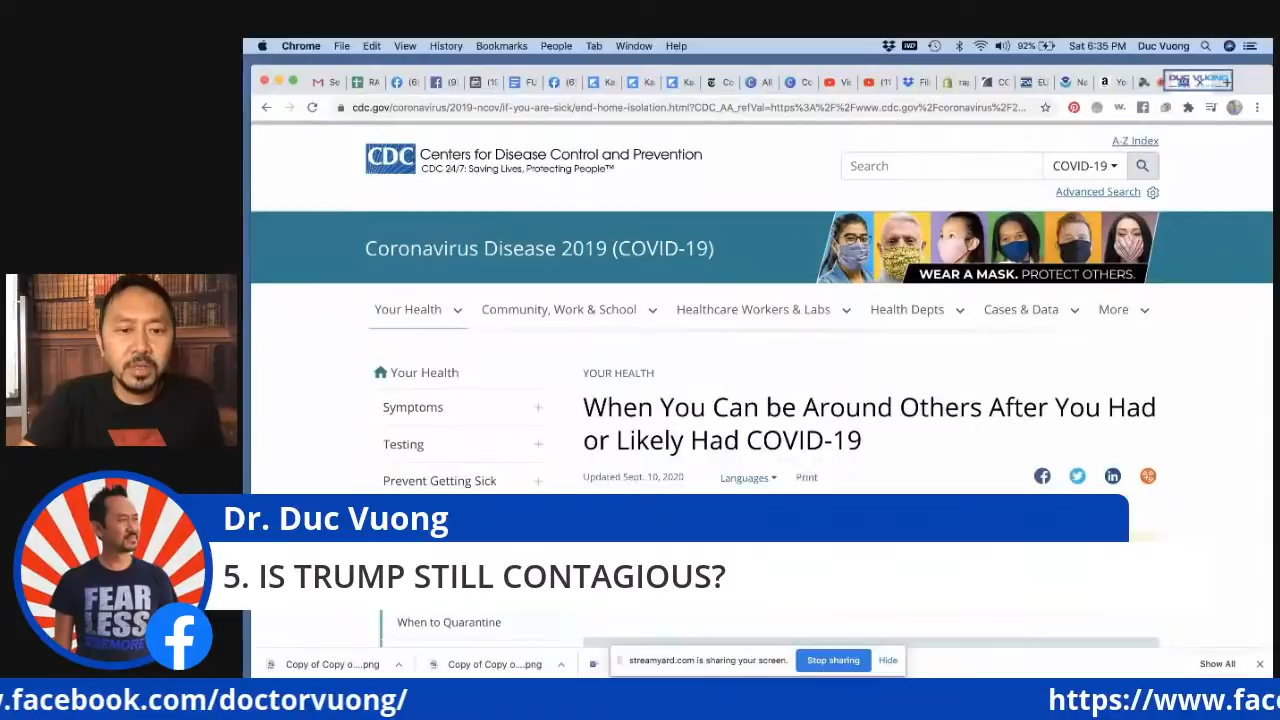 Chrome File Edit View History Bookmarks People Tab Window Help 92% Sat 6:35 PM Duc Vuong
cdc.gov/coronavirus/2019-ncov/if-you-are-sick/end-home-isolation.html?CDC_AA_refVal=https%3A%2F%2Fwww.cdc.gov%2Fcoronavirus%2F2...
A-Z Index
CDC Centers for Disease Control and Prevention
CDC 24/7: Saving Lives, Protecting People™
Search COVID-19
Advanced Search
Coronavirus Disease 2019 (COVID-19)
WEAR A MASK. PROTECT OTHERS.
Your Health Community, Work & School Healthcare Workers & Labs Health Depts Cases & Data More
Your Health
Symptoms
Testing
Prevent Getting Sick
YOUR HEALTH
When You Can be Around Others After You Had
or Likely Had COVID-19
Updated Sept. 10, 2020 Languages Print
Dr. Duc Vuong
5. IS TRUMP STILL CONTAGIOUS?
FEAR
LESS
When to Quarantine
Copy of Copy o....png Copy of Copy o....png
streamyard.com is sharing your screen. Stop sharing Hide
Show All
.facebook.com/doctorvuong/ https://www.fac